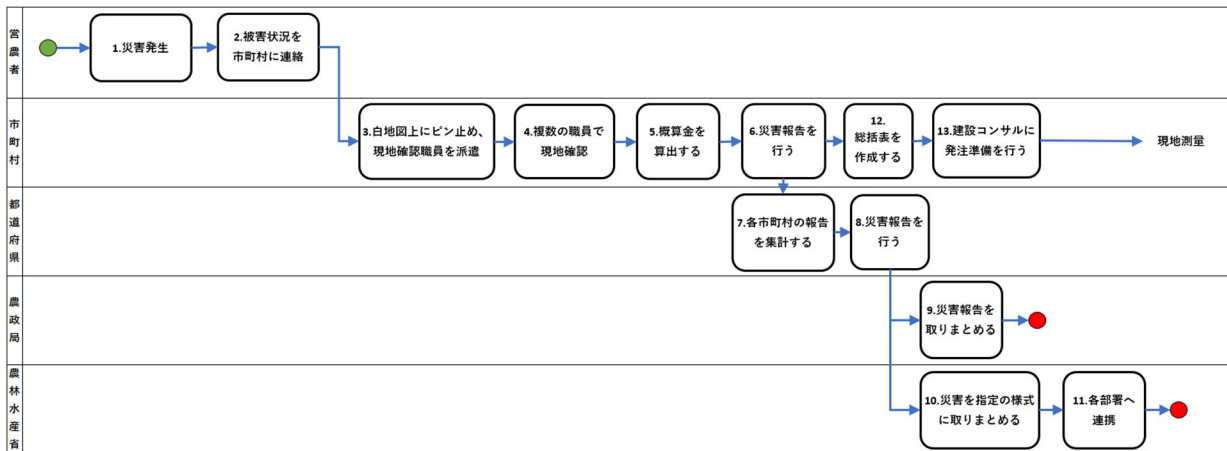 営農者
1.災害発生
2.被害状況を
市町村に連絡
市町村
3.白地図上にピン止め、
現地確認職員を派遣
4.複数の職員で
現地確認
5.概算金を
算出する
6.災害報告を
行う
12.
総括表を
作成する
13.建設コンサルに
発注準備を行う
現地測量
都道府県
7.各市町村の報告
を集計する
8.災害報告を
行う
農政局
9.災害報告を
取りまとめる
農林水産省
10.災害を指定の様式
に取りまとめる
11.各部署へ
連携